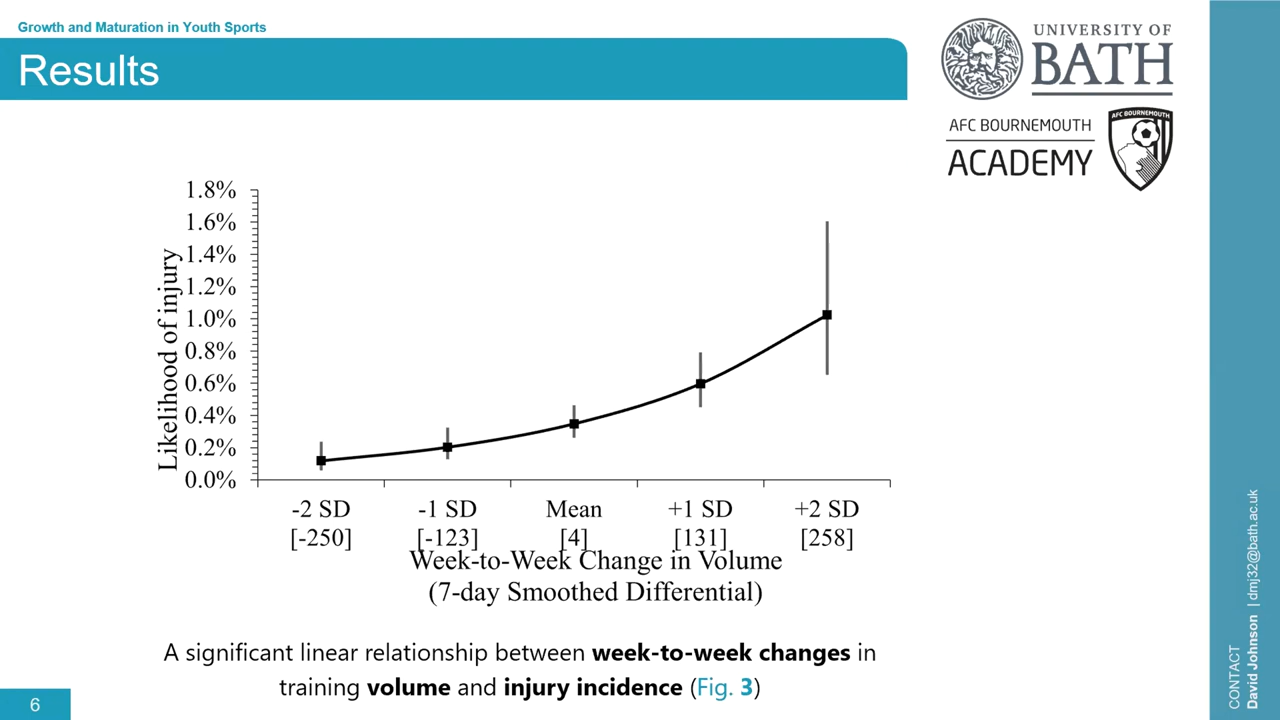 Growth and Maturation in Youth Sports
Results
UNIVERSITY OF
BATH
AFC BOURNEMOUTH
ACADEMY
AFC BOURNEMOUTH
1.8%
1.6%
1.4%
1.2%
1.0%
0.8%
0.6%
0.4%
0.2%
0.0%
Likelihood of injury
-2 SD -1 SD Mean +1 SD +2 SD
[-250] [-123] [4] [131] [258]
Week-to-Week Change in Volume
(7-day Smoothed Differential)
A significant linear relationship between week-to-week changes in
training volume and injury incidence (Fig. 3)
6
CONTACT
David Johnson | dmj32@bath.ac.uk